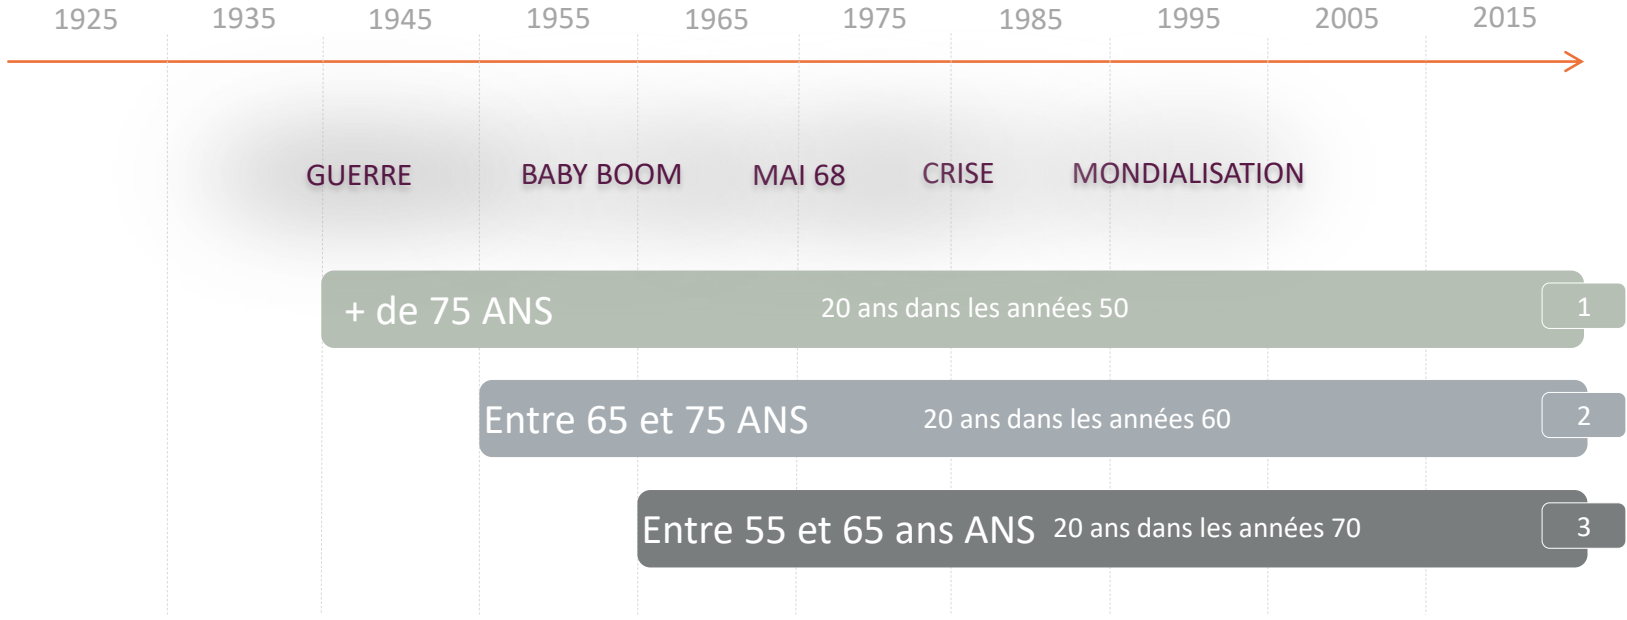 1925 1935 1945 1955 1965 1975 1985 1995 2005 2015
GUERRE BABY BOOM MAI 68 CRISE MONDIALISATION
+ de 75 ANS 20 ans dans les années 50 1
Entre 65 et 75 ANS 20 ans dans les années 60 2
Entre 55 et 65 ans ANS 20 ans dans les années 70 3